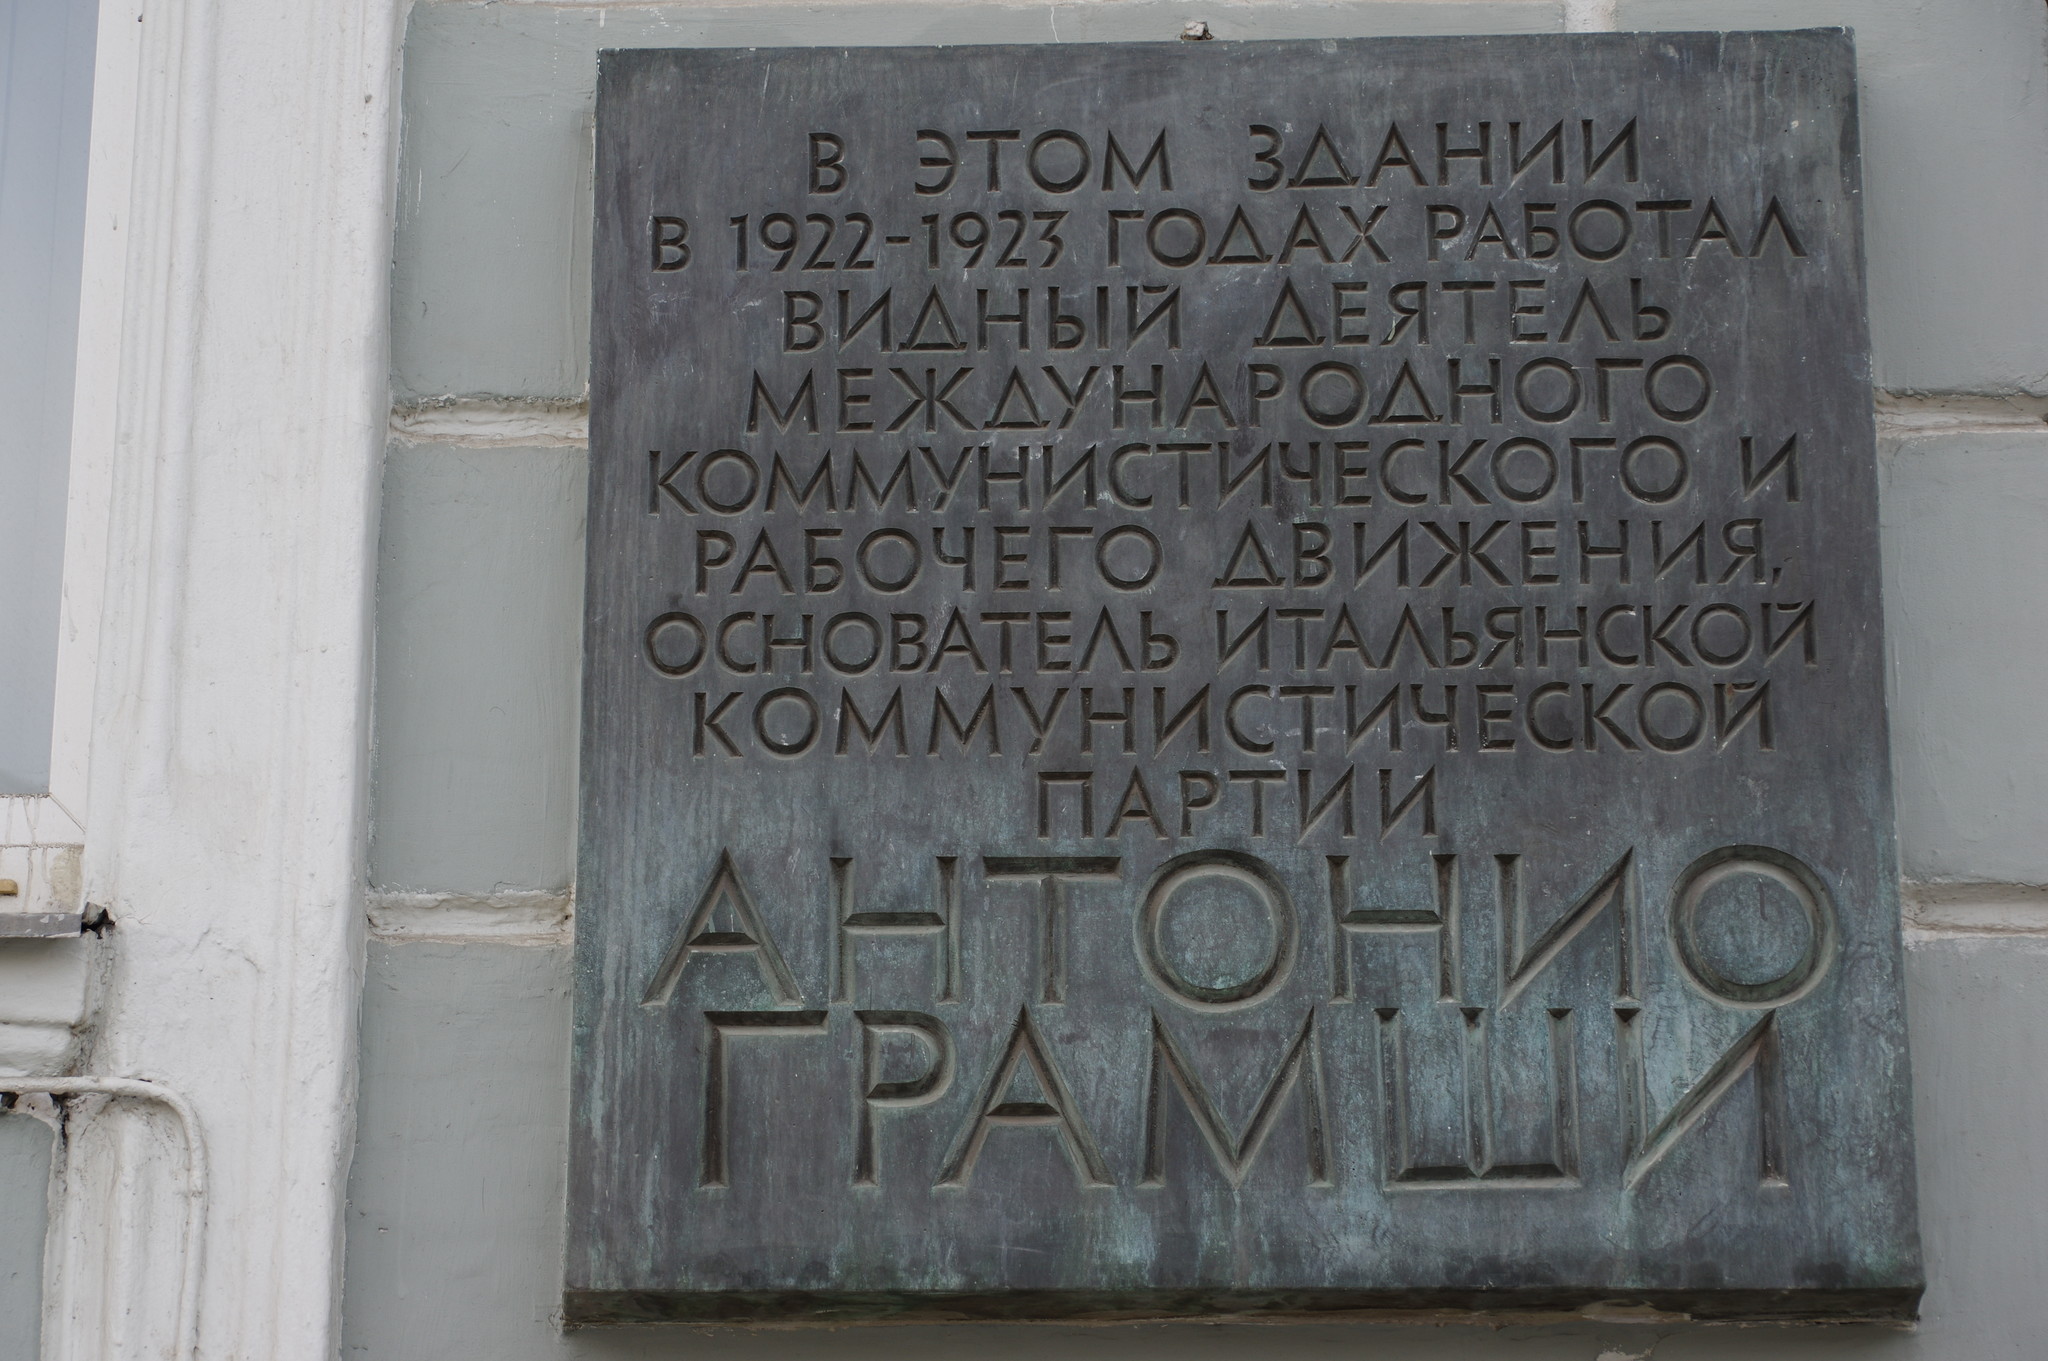 В ЭТОМ ЗДАНИИ
В 1922-1923 ГОДАХ РАБОТАЛ
ВИДНЫЙ ДЕЯТЕЛЬ
МЕЖДУНАРОДНОГО
КОММУНИСТИЧЕСКОГО И
РАБОЧЕГО ДВИЖЕНИЯ,
ОСНОВАТЕЛЬ ИТАЛЬЯНСКОЙ
КОММУНИСТИЧЕСКОЙ
ПАРТИИ
АНТОНИО
ГРАМШИ